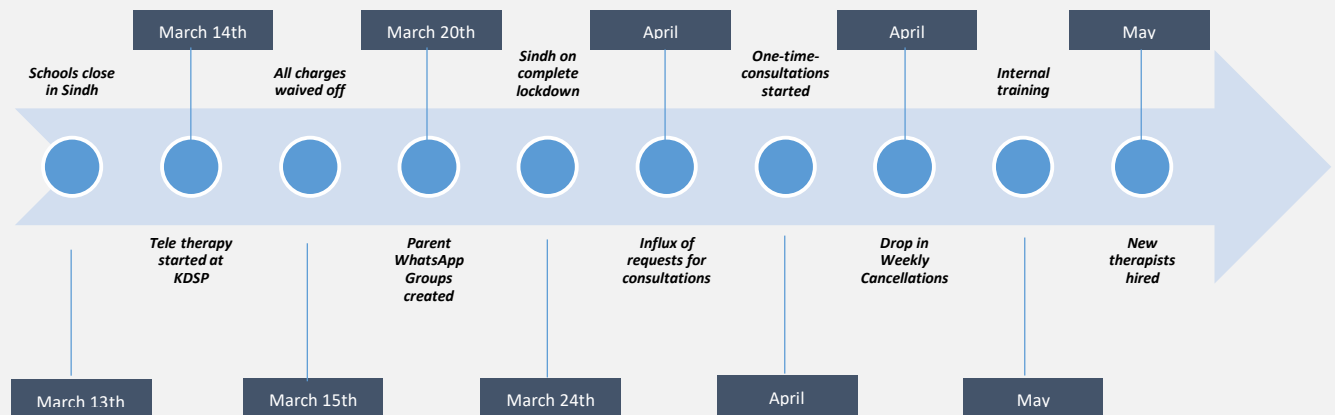 March 14th
March 20th
April
April
May
Schools close
in Sindh
All charges
waived off
Sindh on
complete
lockdown
One-time-
consultations
started
Internal
training
Tele therapy
started at
KDSP
Parent
WhatsApp
Groups
created
Influx of
requests for
consultations
Drop in
Weekly
Cancellations
New
therapists
hired
March 13th
March 15th
March 24th
April
May